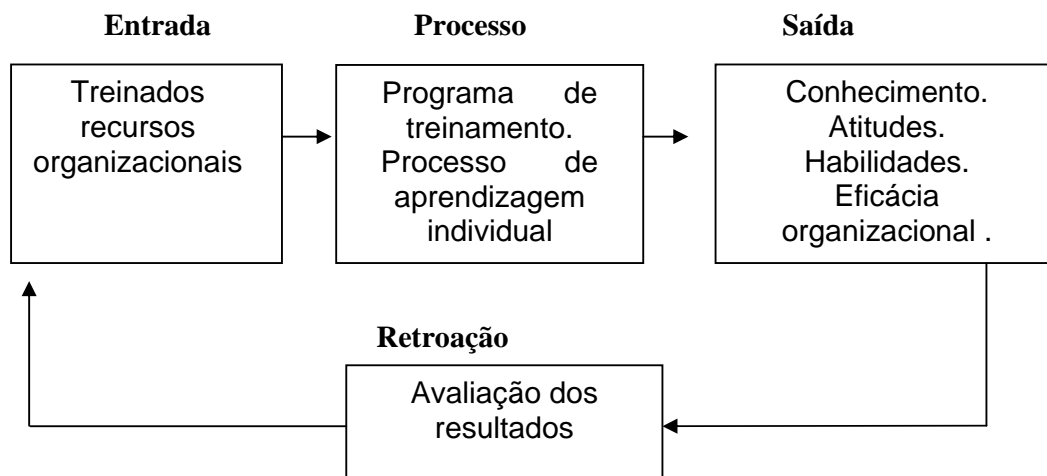 Entrada
Processo
Saída
Treinados
recursos
organizacionais
Programa de
treinamento.
Processo de
aprendizagem
individual
Conhecimento.
Atitudes.
Habilidades.
Eficácia
organizacional .
Retroação
Avaliação dos
resultados